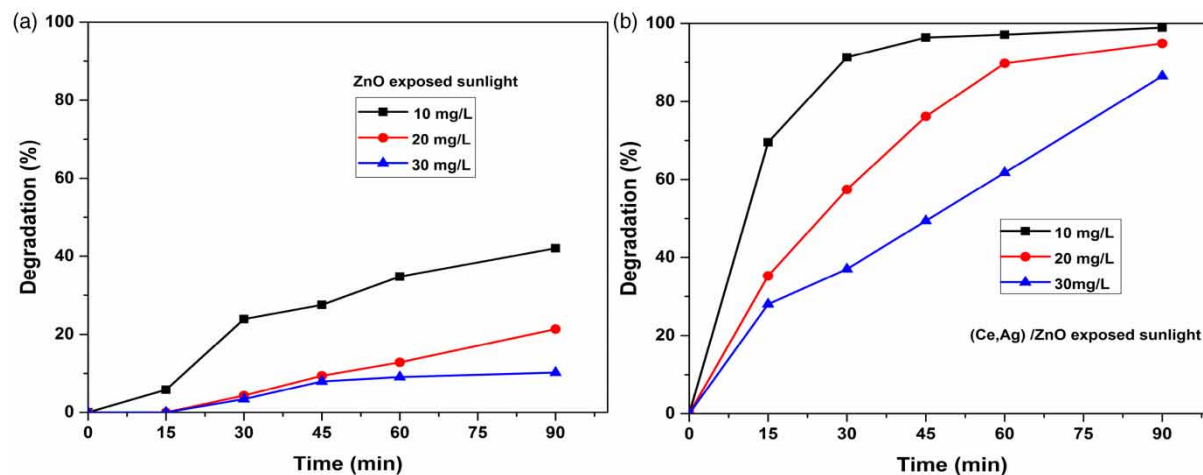 (a)
100
80
60
40
20
0
Degradation (%)
ZnO exposed sunlight
10 mg/L
20 mg/L
30 mg/L
0 15 30 45 60 75 90
Time (min)
(b)
100
80
60
40
20
0
Degradation (%)
10 mg/L
20 mg/L
30mg/L
(Ce,Ag) /ZnO exposed sunlight
0 15 30 45 60 75 90
Time (min)